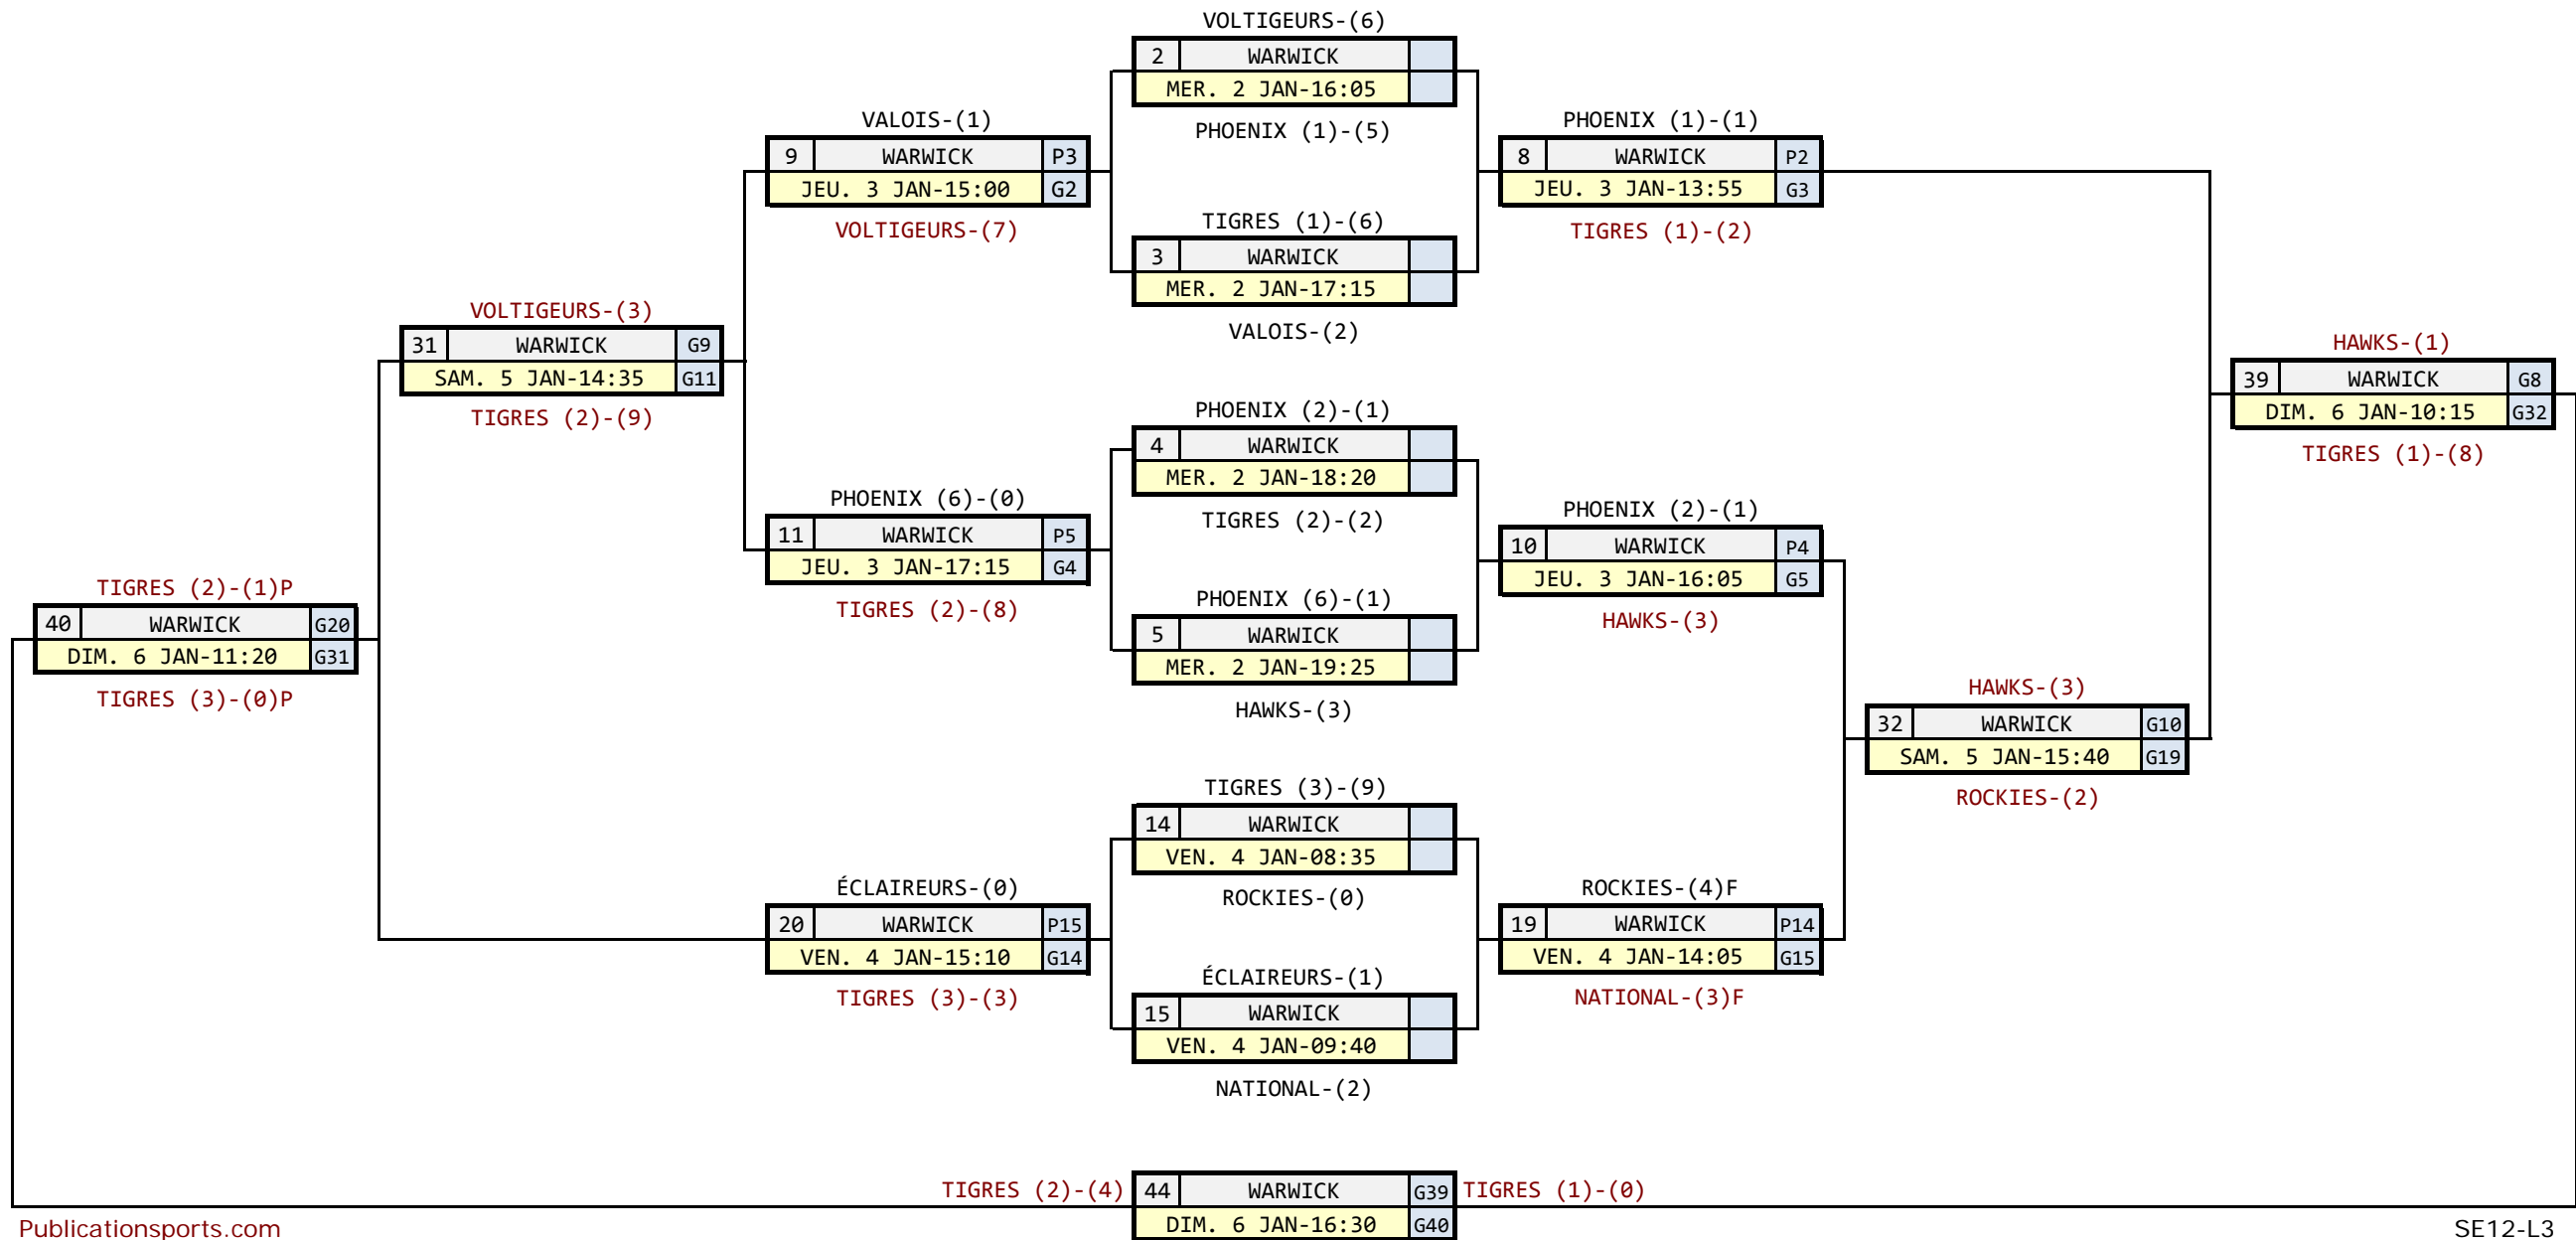 VOLTIGEURS-(6)
2 WARWICK
MER. 2 JAN-16:05
PHOENIX (1)-(5)
VALOIS-(1)
9 WARWICK P3
JEU. 3 JAN-15:00 G2
VOLTIGEURS-(7)
PHOENIX (1)-(1)
8 WARWICK P2
JEU. 3 JAN-13:55 G3
TIGRES (1)-(2)
TIGRES (1)-(6)
3 WARWICK
MER. 2 JAN-17:15
VALOIS-(2)
VOLTIGEURS-(3)
31 WARWICK G9
SAM. 5 JAN-14:35 G11
TIGRES (2)-(9)
HAWKS-(1)
39 WARWICK G8
DIM. 6 JAN-10:15 G32
TIGRES (1)-(8)
PHOENIX (2)-(1)
4 WARWICK
MER. 2 JAN-18:20
TIGRES (2)-(2)
PHOENIX (6)-(0)
11 WARWICK P5
JEU. 3 JAN-17:15 G4
TIGRES (2)-(8)
PHOENIX (2)-(1)
10 WARWICK P4
JEU. 3 JAN-16:05 G5
HAWKS-(3)
TIGRES (2)-(1)P
40 WARWICK G20
DIM. 6 JAN-11:20 G31
TIGRES (3)-(0)P
PHOENIX (6)-(1)
5 WARWICK
MER. 2 JAN-19:25
HAWKS-(3)
HAWKS-(3)
32 WARWICK G10
SAM. 5 JAN-15:40 G19
ROCKIES-(2)
TIGRES (3)-(9)
14 WARWICK
VEN. 4 JAN-08:35
ROCKIES-(0)
ÉCLAIREURS-(0)
20 WARWICK P15
VEN. 4 JAN-15:10 G14
TIGRES (3)-(3)
ROCKIES-(4)F
19 WARWICK P14
VEN. 4 JAN-14:05 G15
NATIONAL-(3)F
ÉCLAIREURS-(1)
15 WARWICK
VEN. 4 JAN-09:40
NATIONAL-(2)
TIGRES (2)-(4) 44 WARWICK G39 TIGRES (1)-(0)
DIM. 6 JAN-16:30 G40
Publicationsports.com
SE12-L3